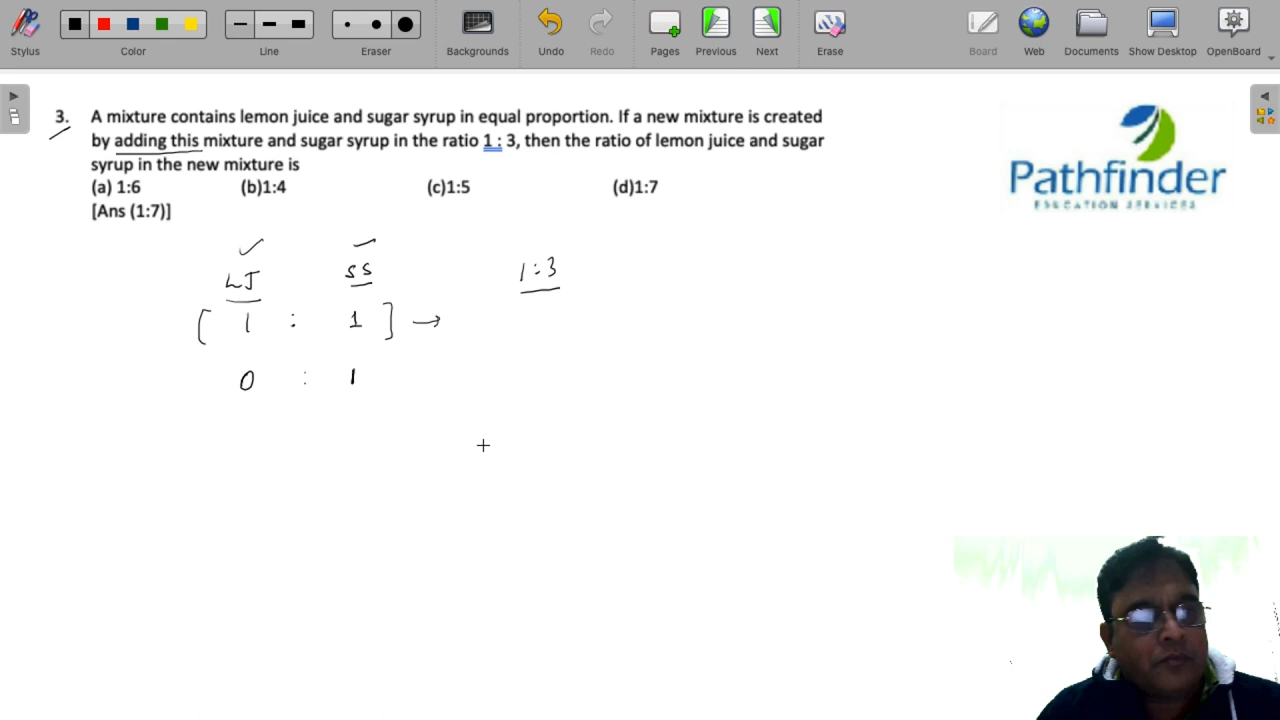 Stylus Color Line Eraser Backgrounds Undo Redo Pages Previous Next Erase Board Web Documents Show Desktop OpenBoard
3. A mixture contains lemon juice and sugar syrup in equal proportion. If a new mixture is created
by adding this mixture and sugar syrup in the ratio 1 : 3, then the ratio of lemon juice and sugar
syrup in the new mixture is
(a) 1:6 (b)1:4 (c)1:5 (d)1:7
[Ans (1:7)]
Pathfinder
EDUCATION SERVICES
LJ SS 1:3
[ 1 : 1 ] →
0 : 1